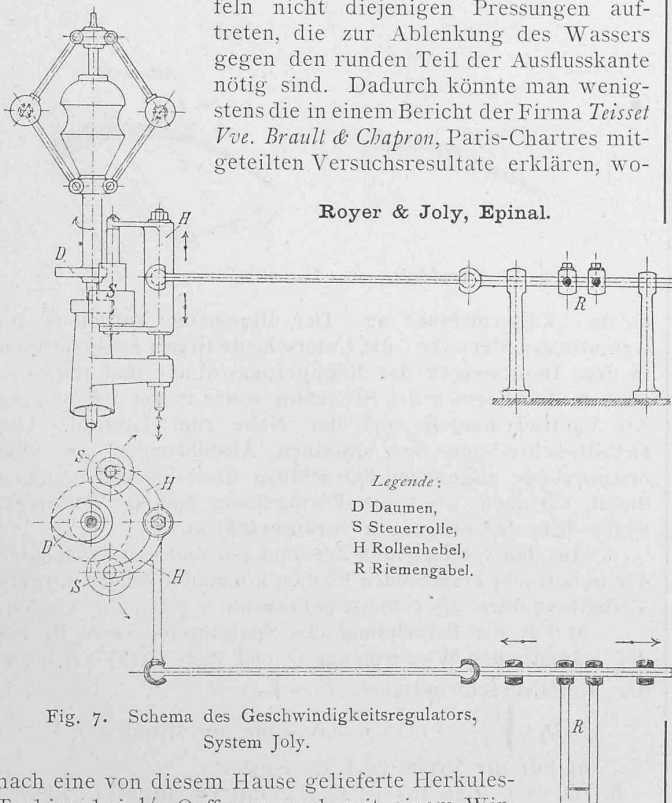 feln nicht diejenigen Pressungen auf-
treten, die zur Ablenkung des Wassers
gegen den runden Teil der Ausflusskante
nötig sind. Dadurch könnte man wenig-
stens die in einem Bericht der Firma Teisset
Vve. Brault & Chapron, Paris-Chartres mit-
geteilten Versuchsresultate erklären, wo-
Royer & Joly, Epinal.
H
D
S
R
S
H
D
S
H
Legende:
D Daumen,
S Steuerrolle,
H Rollenhebel,
R Riemengabel.
R
Fig. 7. Schema des Geschwindigkeitsregulators,
System Joly.
nach eine von diesem Hause gelieferte Herkules-